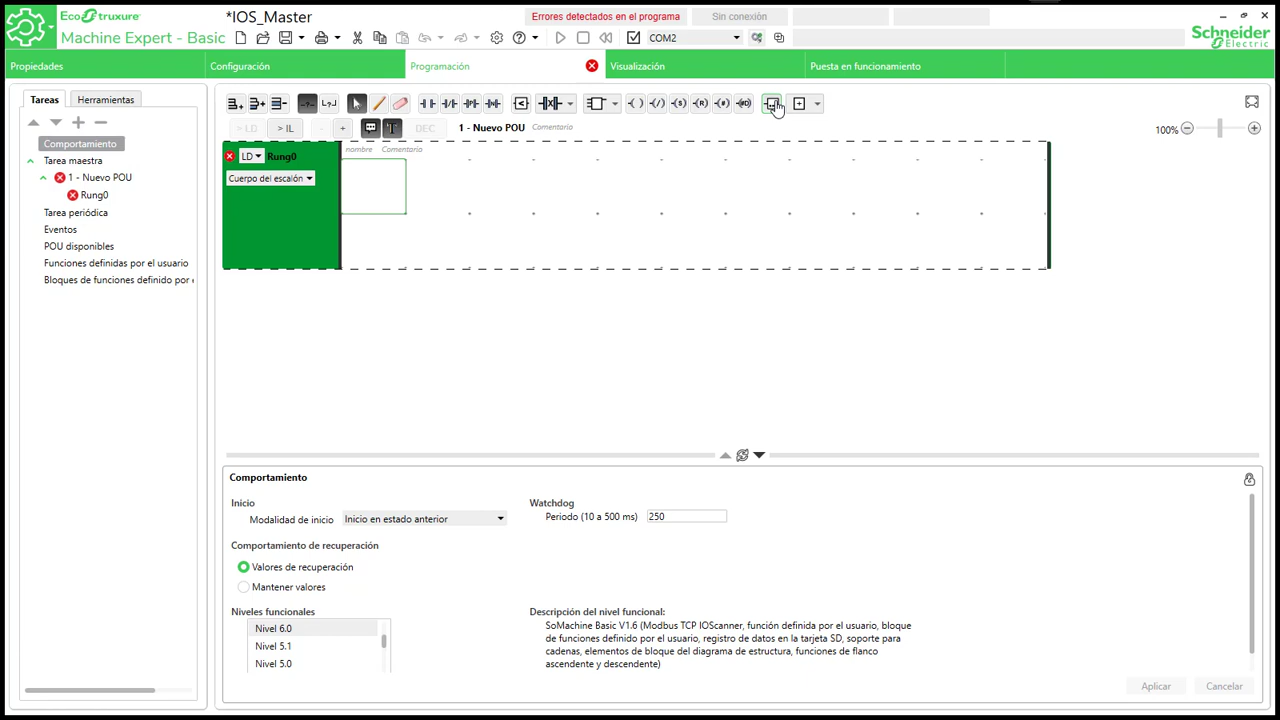 EcoStruxure
Machine Expert - Basic
*IOS_Master
Errores detectados en el programa
Sin conexión
COM2
Schneider
Electric
Propiedades
Configuración
Programación
Visualización
Puesta en funcionamiento
Tareas
Herramientas
Comportamiento
Tarea maestra
1 - Nuevo POU
Rung0
Tarea periódica
Eventos
POU disponibles
Funciones definidas por el usuario
Bloques de funciones definido por
> LD
> IL
-
+
DEC
1 - Nuevo POU
Comentario
100%
LD
Rung0
nombre
Comentario
Cuerpo del escalón
Comportamiento
Inicio
Modalidad de inicio
Inicio en estado anterior
Watchdog
Periodo (10 a 500 ms)
250
Comportamiento de recuperación
Valores de recuperación
Mantener valores
Niveles funcionales
Nivel 6.0
Nivel 5.1
Nivel 5.0
Descripción del nivel funcional:
SoMachine Basic V1.6 (Modbus TCP IOScanner, función definida por el usuario, bloque
de funciones definido por el usuario, registro de datos en la tarjeta SD, soporte para
cadenas, elementos de bloque del diagrama de estructura, funciones de flanco
ascendente y descendente)
Aplicar
Cancelar